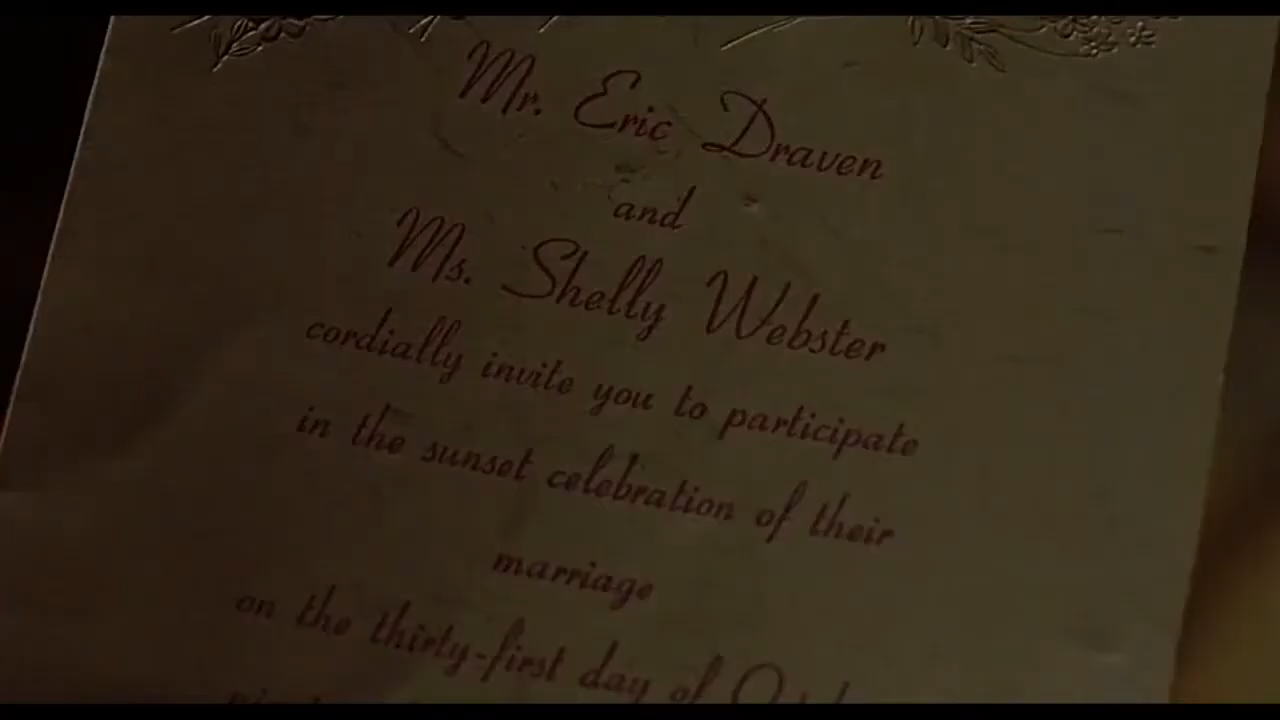 Mr. Eric Draven
and
Ms. Shelly Webster
cordially invite you to participate
in the sunset celebration of their
marriage
on the thirty-first day of